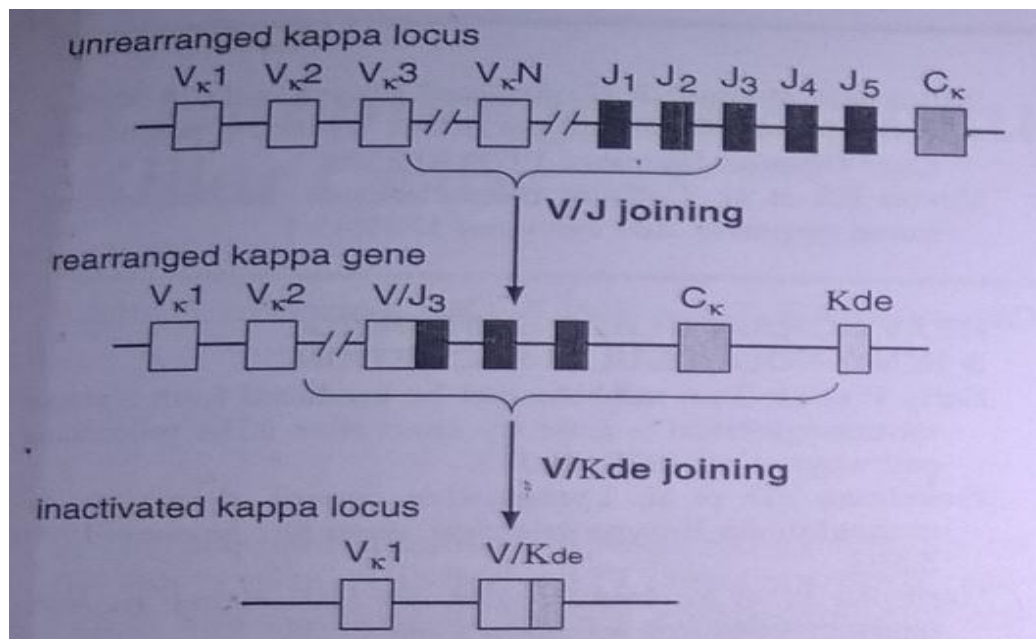 unrearranged kappa locus
Vκ1 Vκ2 Vκ3 VκN J1 J2 J3 J4 J5 Cκ
V/J joining
rearranged kappa gene
Vκ1 Vκ2 V/J3 Cκ Kde
V/Kde joining
inactivated kappa locus
Vκ1 V/Kde